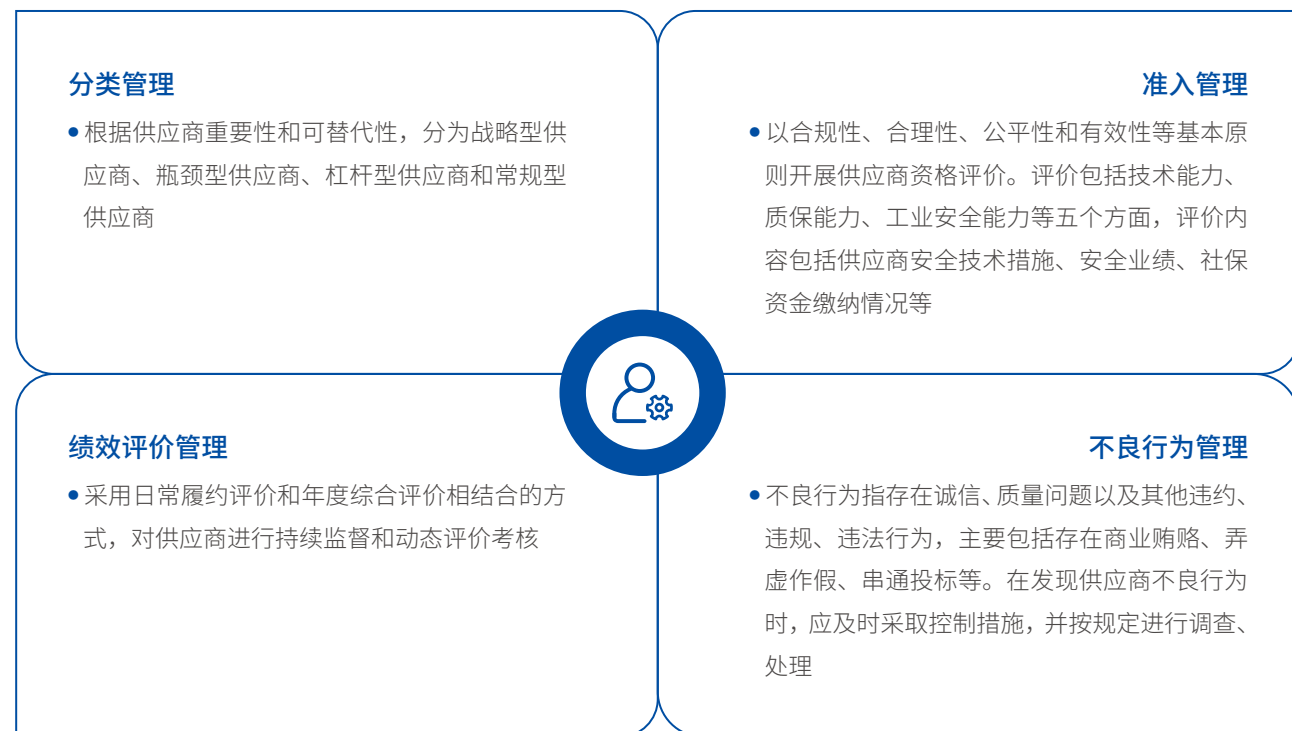 分类管理
•根据供应商重要性和可替代性，分为战略型供
应商、瓶颈型供应商、杠杆型供应商和常规型
供应商
准入管理
•以合规性、合理性、公平性和有效性等基本原
则开展供应商资格评价。评价包括技术能力、
质保能力、工业安全能力等五个方面，评价内
容包括供应商安全技术措施、安全业绩、社保
资金缴纳情况等
绩效评价管理
•采用日常履约评价和年度综合评价相结合的方
式，对供应商进行持续监督和动态评价考核
不良行为管理
•不良行为指存在诚信、质量问题以及其他违约、
违规、违法行为，主要包括存在商业贿赂、弄
虚作假、串通投标等。在发现供应商不良行为
时，应及时采取控制措施，并按规定进行调查、
处理